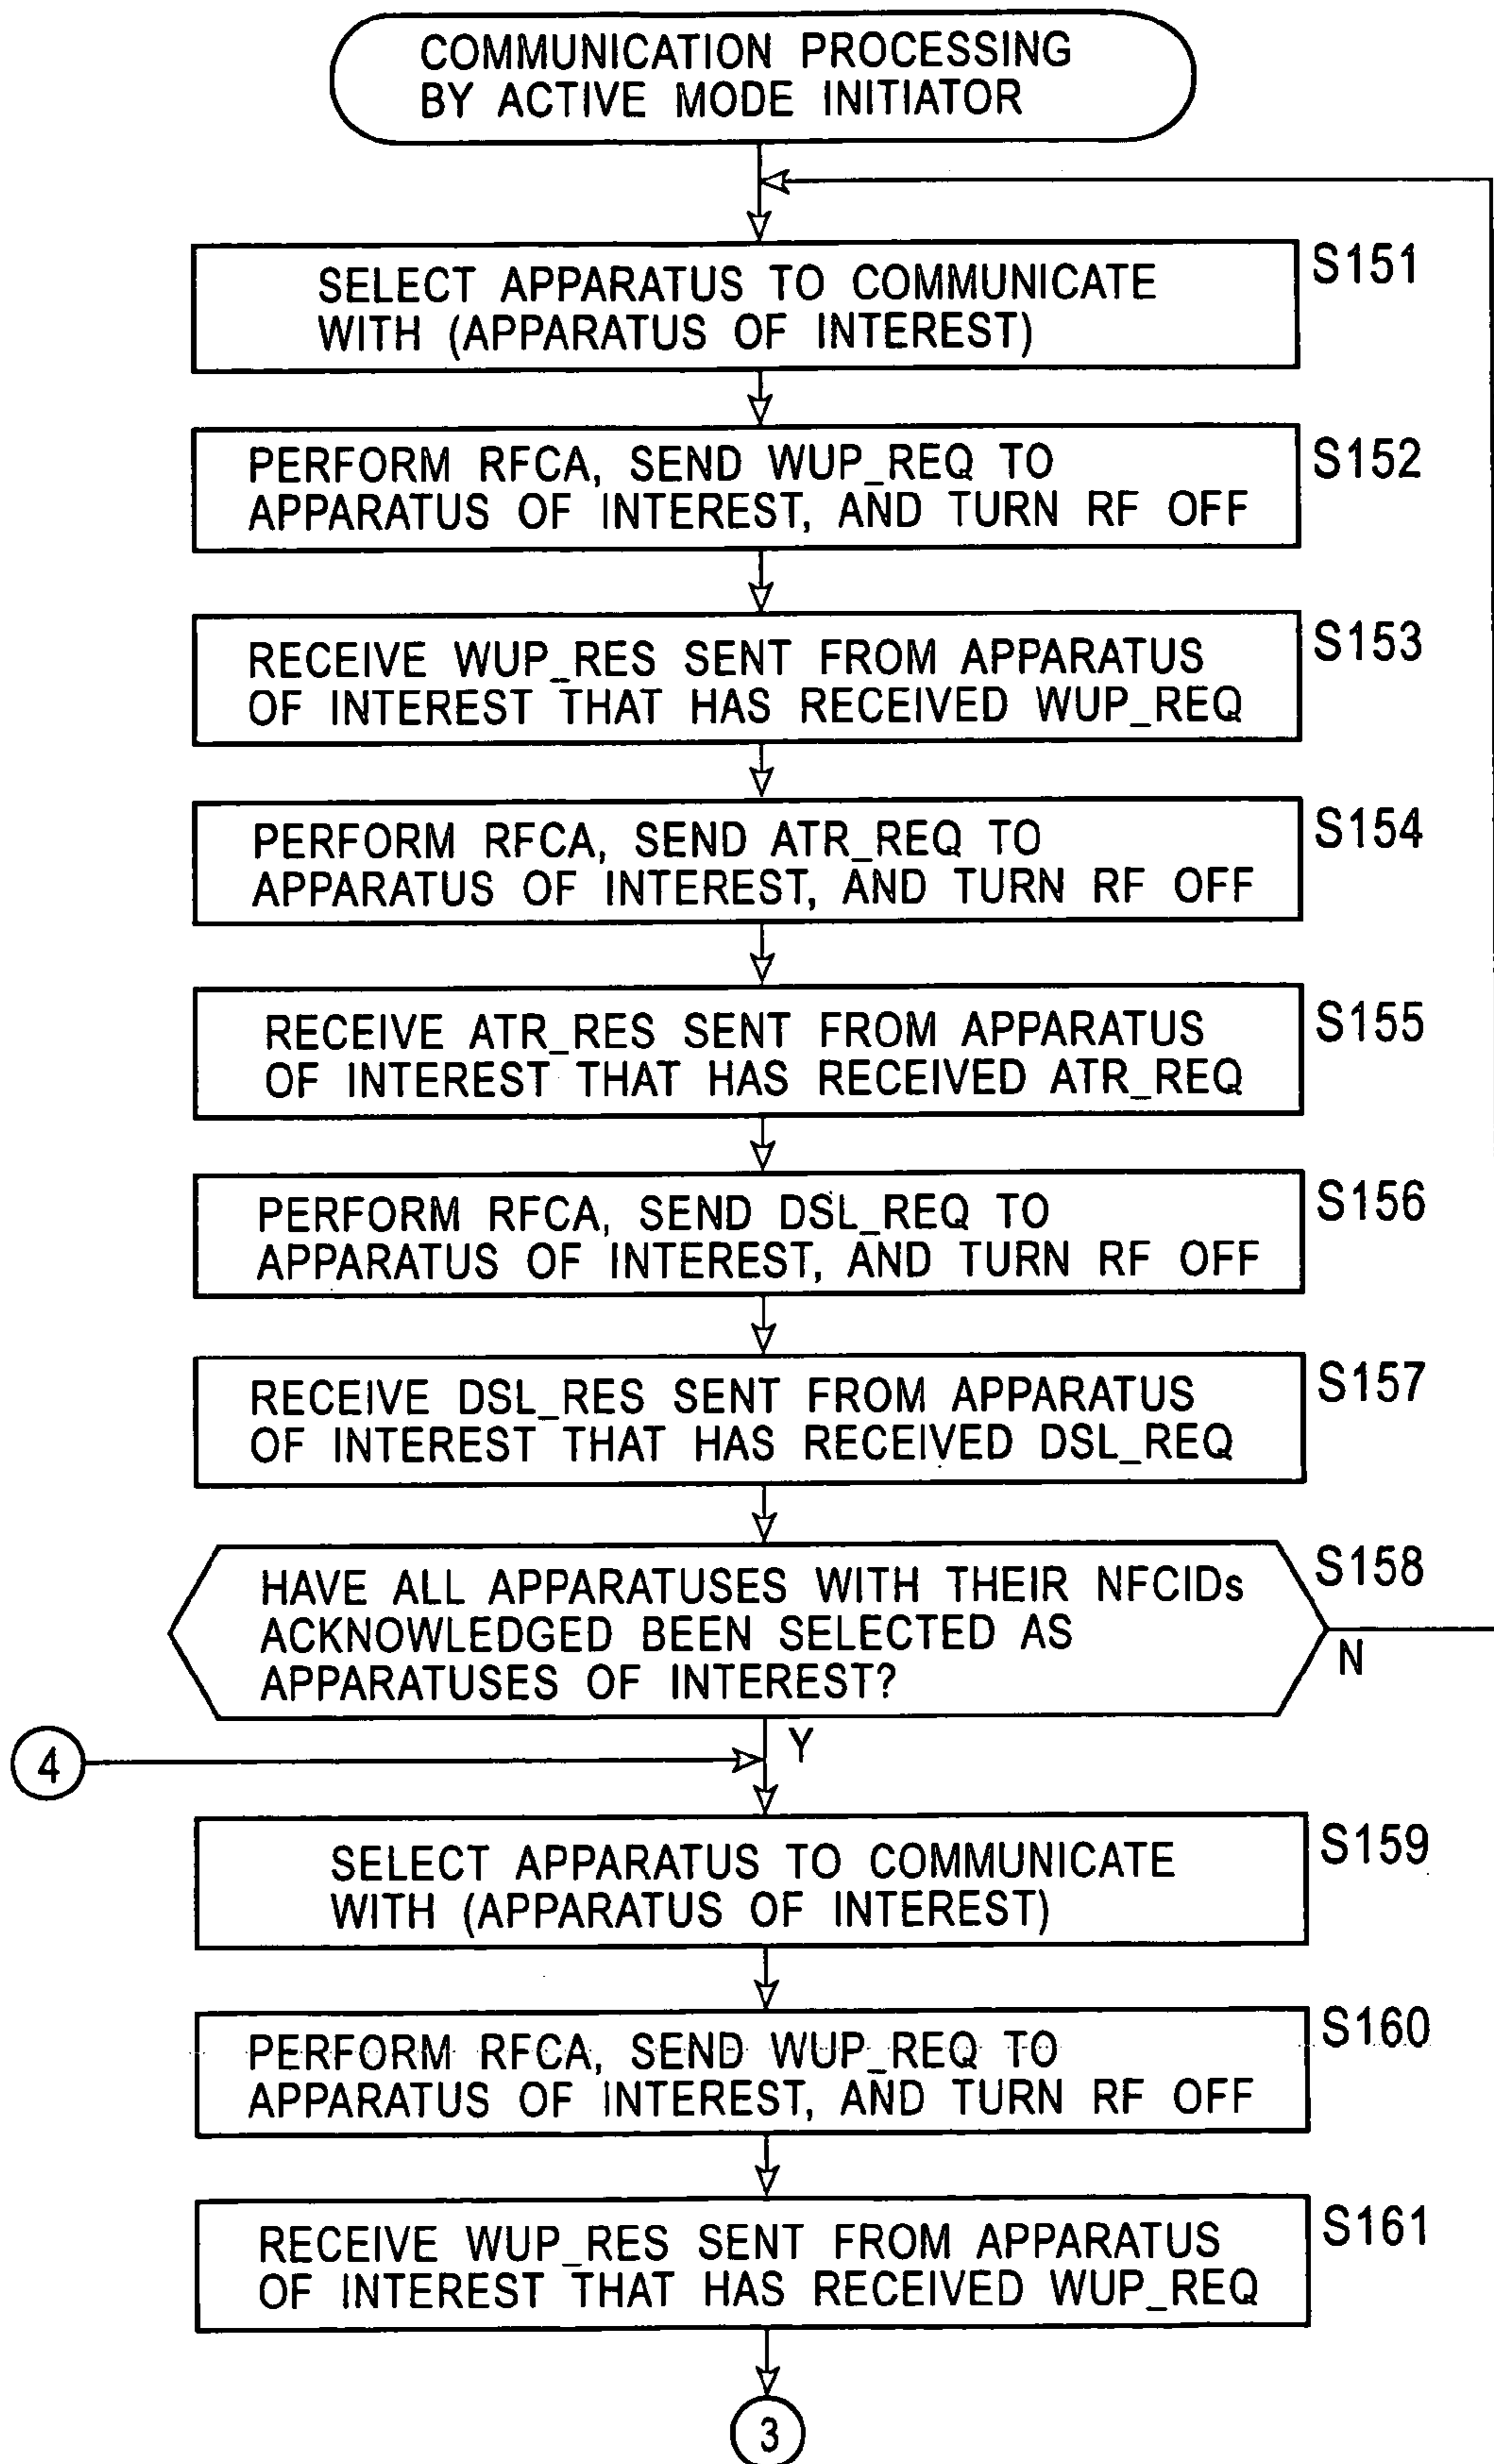 COMMUNICATION PROCESSING
BY ACTIVE MODE INITIATOR
SELECT APPARATUS TO COMMUNICATE
WITH (APPARATUS OF INTEREST)
S151
PERFORM RFCA, SEND WUP_REQ TO
APPARATUS OF INTEREST, AND TURN RF OFF
S152
RECEIVE WUP_RES SENT FROM APPARATUS
OF INTEREST THAT HAS RECEIVED WUP_REQ
S153
PERFORM RFCA, SEND ATR_REQ TO
APPARATUS OF INTEREST, AND TURN RF OFF
S154
RECEIVE ATR_RES SENT FROM APPARATUS
OF INTEREST THAT HAS RECEIVED ATR_REQ
S155
PERFORM RFCA, SEND DSL_REQ TO
APPARATUS OF INTEREST, AND TURN RF OFF
S156
RECEIVE DSL_RES SENT FROM APPARATUS
OF INTEREST THAT HAS RECEIVED DSL_REQ
S157
HAVE ALL APPARATUSES WITH THEIR NFCIDs
ACKNOWLEDGED BEEN SELECTED AS
APPARATUSES OF INTEREST?
S158
N
Y
4
SELECT APPARATUS TO COMMUNICATE
WITH (APPARATUS OF INTEREST)
S159
PERFORM RFCA, SEND WUP_REQ TO
APPARATUS OF INTEREST, AND TURN RF OFF
S160
RECEIVE WUP_RES SENT FROM APPARATUS
OF INTEREST THAT HAS RECEIVED WUP_REQ
S161
3